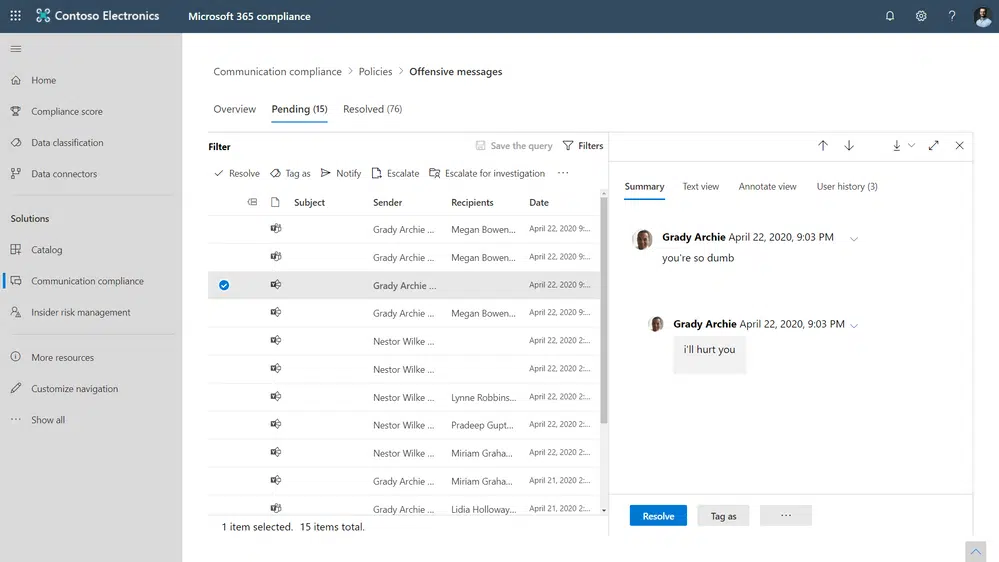 Contoso Electronics Microsoft 365 compliance ?
Home
Compliance score
Data classification
Data connectors
Solutions
Catalog
Communication compliance
Insider risk management
More resources
Customize navigation
Show all
Communication compliance > Policies > Offensive messages
Overview Pending (15) Resolved (76)
Filter Save the query Filters
Resolve Tag as Notify Escalate Escalate for investigation ...
Subject Sender Recipients Date
Grady Archie ... Megan Bowen... April 22, 2020 9:...
Grady Archie ... Megan Bowen... April 22, 2020 9:...
Grady Archie ... April 22, 2020 9:...
Grady Archie ... Megan Bowen... April 22, 2020 9:...
Nestor Wilke ... April 22, 2020 2:...
Nestor Wilke ... April 22, 2020 2:...
Nestor Wilke ... Lynne Robbins... April 22, 2020 2:...
Nestor Wilke ... Pradeep Gupt... April 22, 2020 2:...
Nestor Wilke ... Miriam Graha... April 22, 2020 2:...
Grady Archie ... Miriam Graha... April 21, 2020 2:...
Grady Archie ... Lidia Holloway... April 21, 2020 2:...
1 item selected. 15 items total.
Summary Text view Annotate view User history (3)
Grady Archie April 22, 2020, 9:03 PM
you're so dumb
Grady Archie April 22, 2020, 9:03 PM
i'll hurt you
Resolve Tag as ...